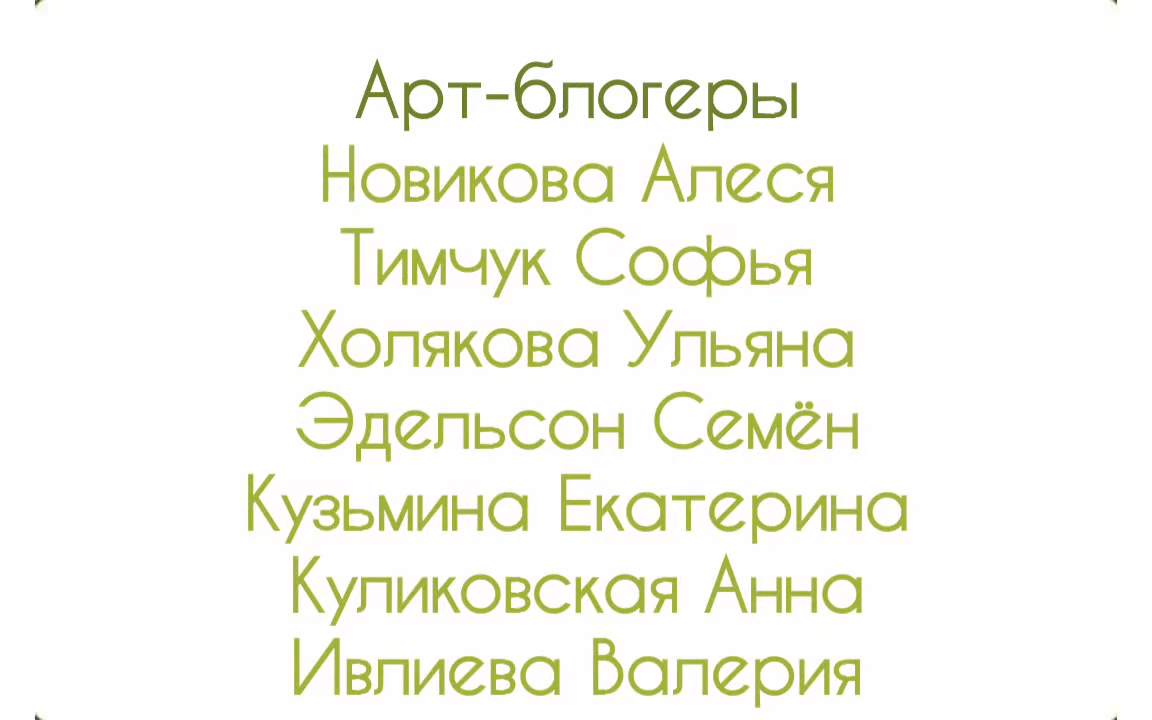 Арт-блогеры
Новикова Алеся
Тимчук Софья
Холякова Ульяна
Эдельсон Семён
Кузьмина Екатерина
Куликовская Анна
Ивлиева Валерия